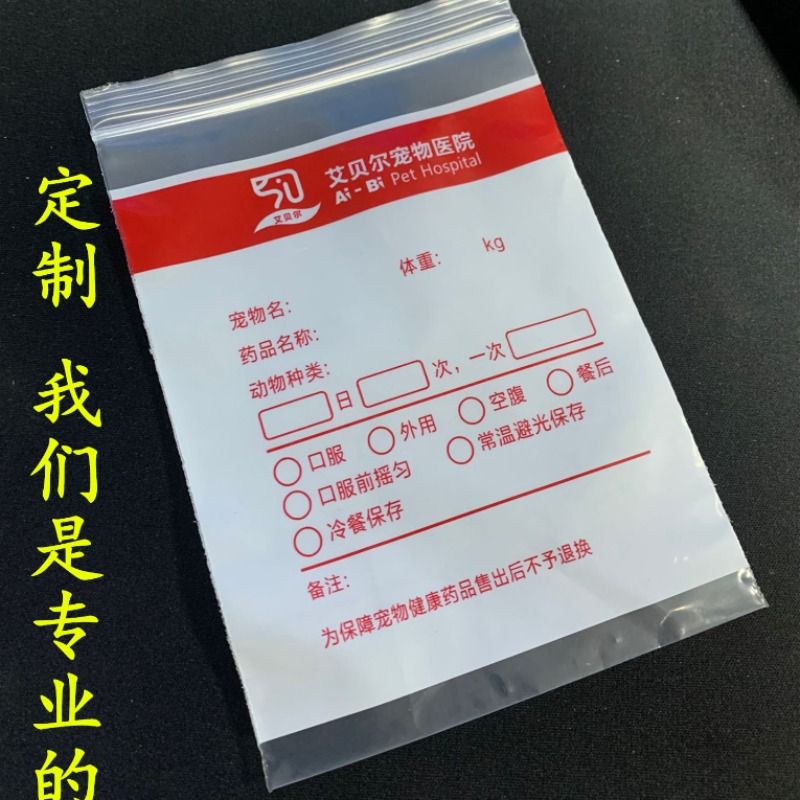 定制 我们是专业的
艾贝尔宠物医院
Ai-Bi Pet Hospital
艾贝尔
体重： kg
宠物名：
药品名称：
动物种类：
日 次，一次
口服 外用 空腹 餐后
口服前摇匀 常温避光保存
冷餐保存
备注：
为保障宠物健康药品售出后不予退换